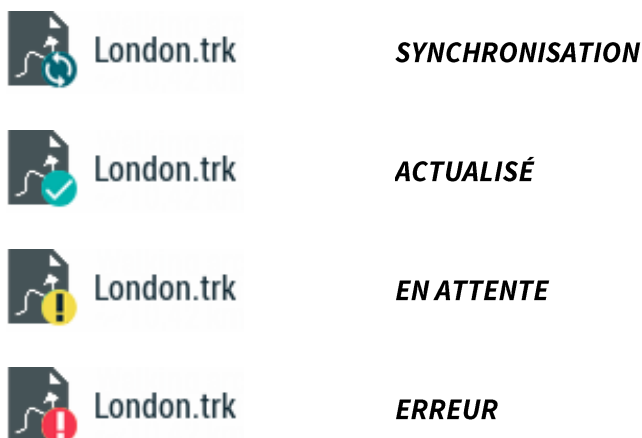 London.trk SYNCHRONISATION
London.trk ACTUALISÉ
London.trk EN ATTENTE
London.trk ERREUR